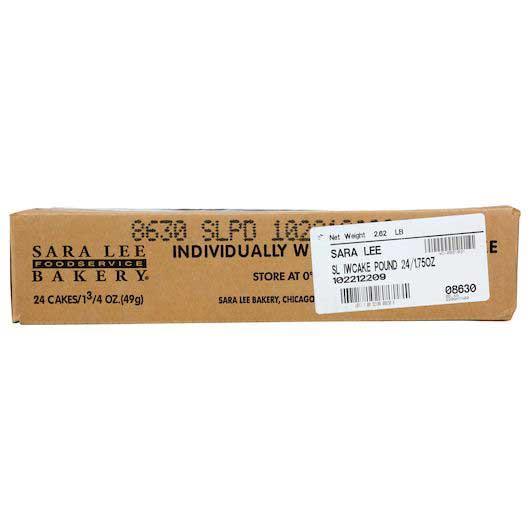 8630 SLPD 102212209
SARA LEE
FOODSERVICE
BAKERY.
24 CAKES/1 3/4 OZ.(49g)
INDIVIDUALLY W
E
STORE AT 0°
SARA LEE BAKERY, CHICAGO
Net Weight 2.62 LB
SARA LEE
SL IWCAKE POUND 24/1.75OZ
102212209
08630